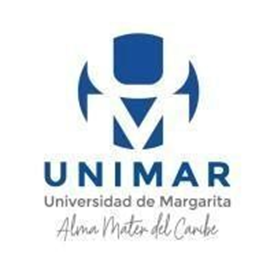 UNIMAR
Universidad de Margarita
Alma Mater del Caribe